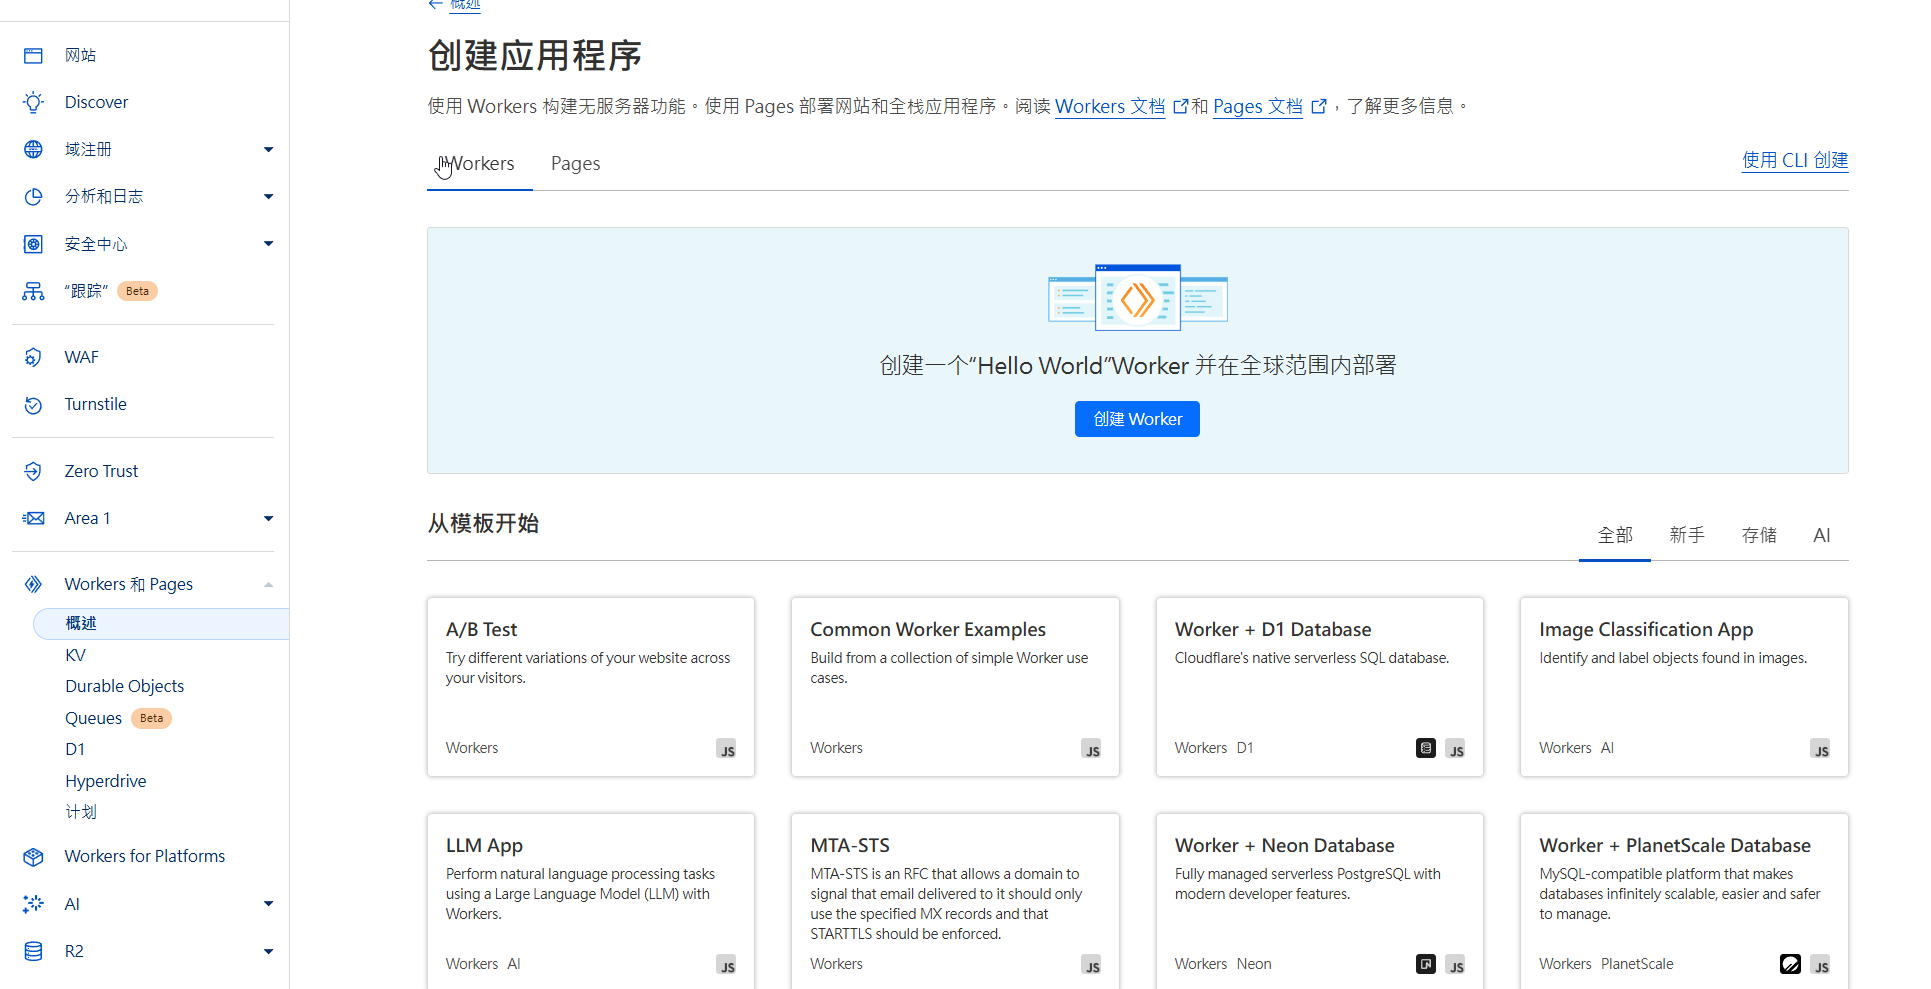 网站
Discover
域注册
分析和日志
安全中心
“跟踪” Beta
WAF
Turnstile
Zero Trust
Area 1
Workers 和 Pages
概述
KV
Durable Objects
Queues Beta
D1
Hyperdrive
计划
Workers for Platforms
AI
R2
← 概述
创建应用程序
使用 Workers 构建无服务器功能。使用 Pages 部署网站和全栈应用程序。阅读 Workers 文档 和 Pages 文档，了解更多信息。
Workers Pages
使用 CLI 创建
创建一个“Hello World”Worker 并在全球范围内部署
创建 Worker
从模板开始
全部 新手 存储 AI
A/B Test
Try different variations of your website across
your visitors.
Workers
JS
Common Worker Examples
Build from a collection of simple Worker use
cases.
Workers
JS
Worker + D1 Database
Cloudflare's native serverless SQL database.
Workers D1
JS
Image Classification App
Identify and label objects found in images.
Workers AI
JS
LLM App
Perform natural language processing tasks
using a Large Language Model (LLM) with
Workers.
Workers AI
JS
MTA-STS
MTA-STS is an RFC that allows a domain to
signal that email delivered to it should only
use the specified MX records and that
STARTTLS should be enforced.
Workers
JS
Worker + Neon Database
Fully managed serverless PostgreSQL with
modern developer features.
Workers Neon
JS
Worker + PlanetScale Database
MySQL-compatible platform that makes
databases infinitely scalable, easier and safer
to manage.
Workers PlanetScale
JS